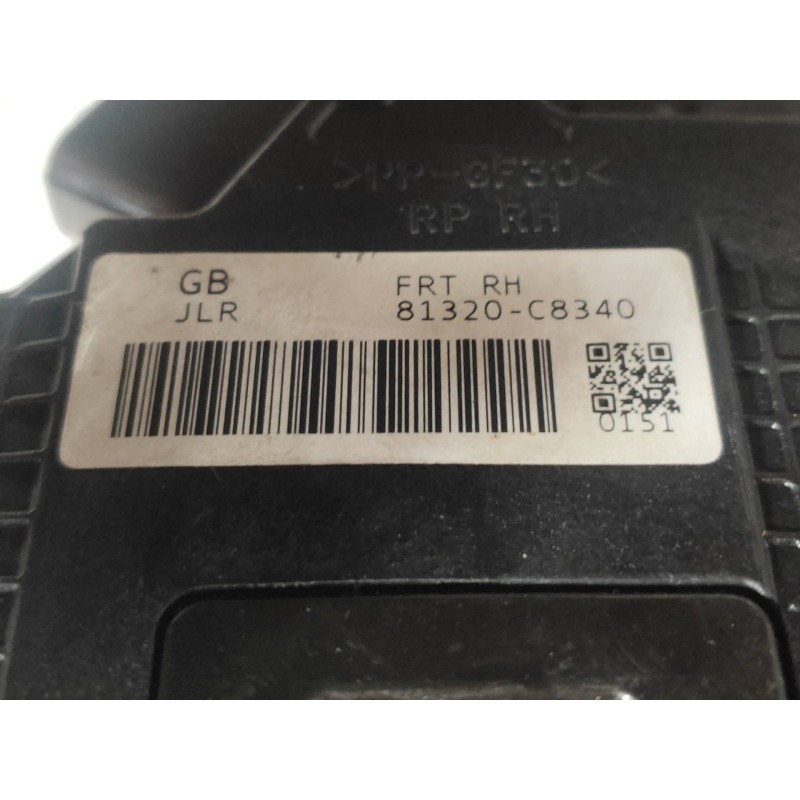 >PP-GF30<
RP RH
GB FRT RH
JLR 81320-C8340
0151